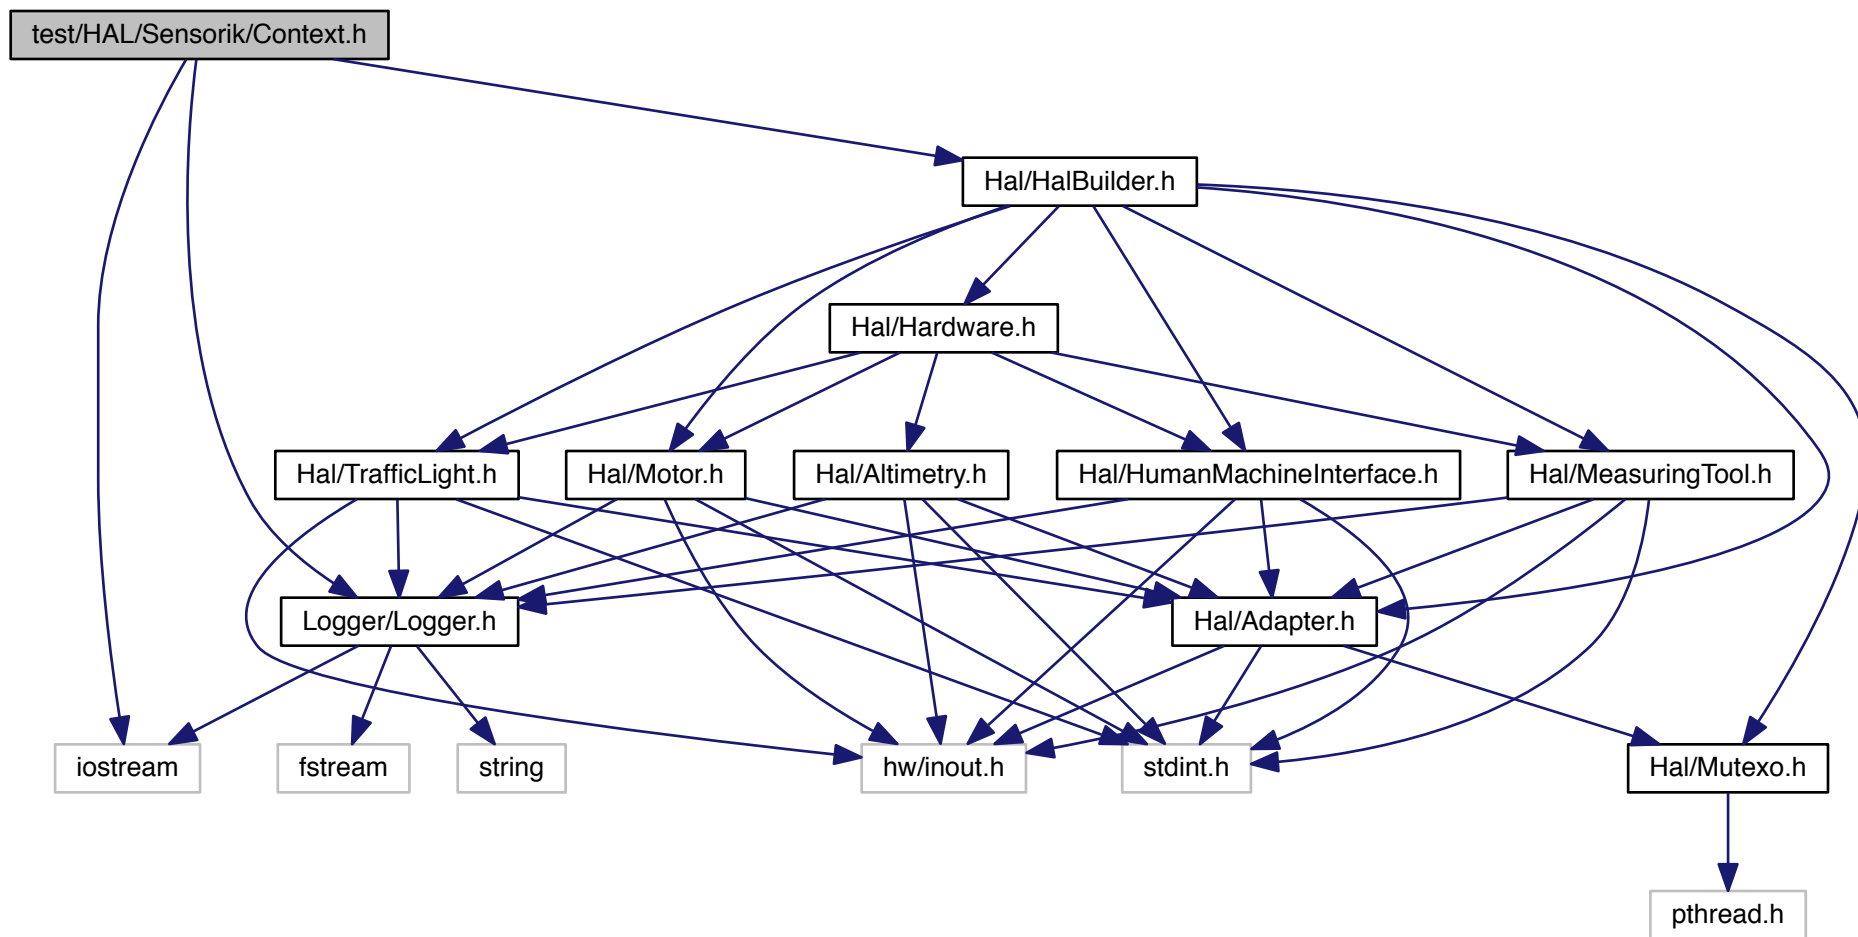 test/HAL/Sensorik/Context.h
Hal/HalBuilder.h
Hal/Hardware.h
Hal/TrafficLight.h
Hal/Motor.h
Hal/Altimetry.h
Hal/HumanMachineInterface.h
Hal/MeasuringTool.h
Logger/Logger.h
Hal/Adapter.h
iostream
fstream
string
hw/inout.h
stdint.h
Hal/Mutexo.h
pthread.h